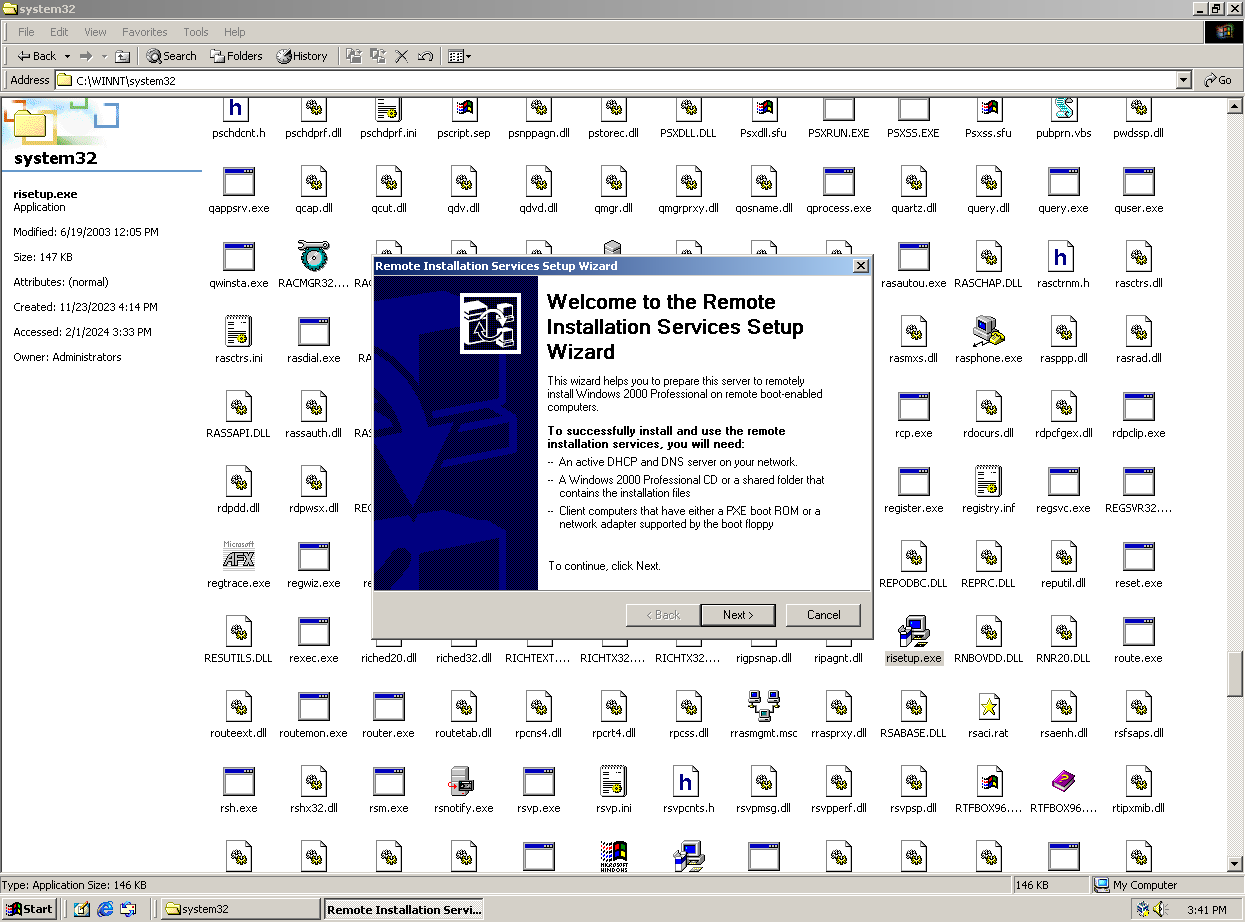 system32
File Edit View Favorites Tools Help
Back Search Folders History
Address C:\WINNT\system32 Go
system32
risetup.exe
Application
Modified: 6/19/2003 12:05 PM
Size: 147 KB
Attributes: (normal)
Created: 11/23/2023 4:14 PM
Accessed: 2/1/2024 3:33 PM
Owner: Administrators
pschdcnt.h pschdprf.dll pschdprf.ini pscript.sep psnppagn.dll pstorec.dll PSXDLL.DLL Psxdll.sfu PSXRUN.EXE PSXSS.EXE Psxss.sfu pubprn.vbs pwdssp.dll
qappsrv.exe qcap.dll qcut.dll qdv.dll qdvd.dll qmgr.dll qmgrprxy.dll qosname.dll qprocess.exe quartz.dll query.dll query.exe quser.exe
qwinsta.exe RACMGR32.... rasautou.exe RASCHAP.DLL rasctrnm.h rasctrs.dll
rasctrs.ini rasdial.exe rasmxs.dll rasphone.exe rasppp.dll rasrad.dll
RASSAPI.DLL rassauth.dll rcp.exe rdocurs.dll rdpcfgex.dll rdpclip.exe
rdpdd.dll rdpwsx.dll register.exe registry.inf regsvc.exe REGSVR32....
Microsoft
AFX
regtrace.exe regwiz.exe REPODBC.DLL REPRC.DLL reputil.dll reset.exe
RESUTILS.DLL rexec.exe riched20.dll riched32.dll RICHTEXT.... RICHTX32.... RICHTX32.... rigpsnap.dll ripagnt.dll risetup.exe RNBOVDD.DLL RNR20.DLL route.exe
routeext.dll routemon.exe router.exe routetab.dll rpcns4.dll rpcrt4.dll rpcss.dll rrasmgmt.msc rrasprxy.dll RSABASE.DLL rsaci.rat rsaenh.dll rsfsaps.dll
rsh.exe rshx32.dll rsm.exe rsnotify.exe rsvp.exe rsvp.ini rsvpcnts.h rsvpmsg.dll rsvpperf.dll rsvpsp.dll RTFBOX96.... RTFBOX96.... rtipxmib.dll
MICROSOFT
WINDOWS
Remote Installation Services Setup Wizard
Welcome to the Remote
Installation Services Setup
Wizard
This wizard helps you to prepare this server to remotely
install Windows 2000 Professional on remote boot-enabled
computers.
To successfully install and use the remote
installation services, you will need:
-- An active DHCP and DNS server on your network.
-- A Windows 2000 Professional CD or a shared folder that
contains the installation files
-- Client computers that have either a PXE boot ROM or a
network adapter supported by the boot floppy
To continue, click Next.
< Back Next > Cancel
Type: Application Size: 146 KB 146 KB My Computer
Start system32 Remote Installation Servi... 3:41 PM